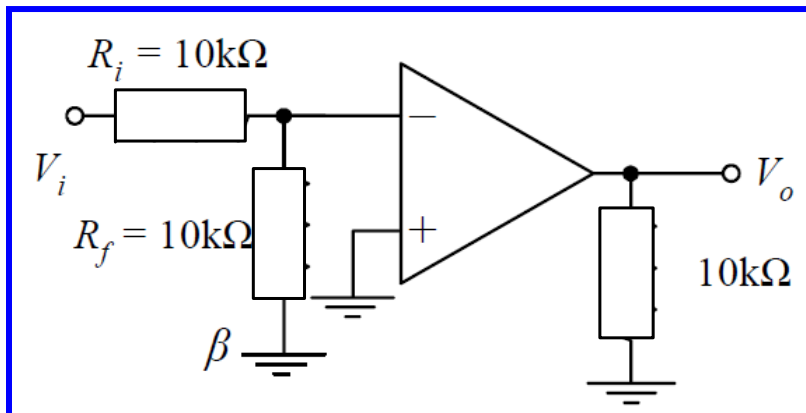 R_i = 10kΩ
−
V_i
V_o
R_f = 10kΩ
+
10kΩ
β